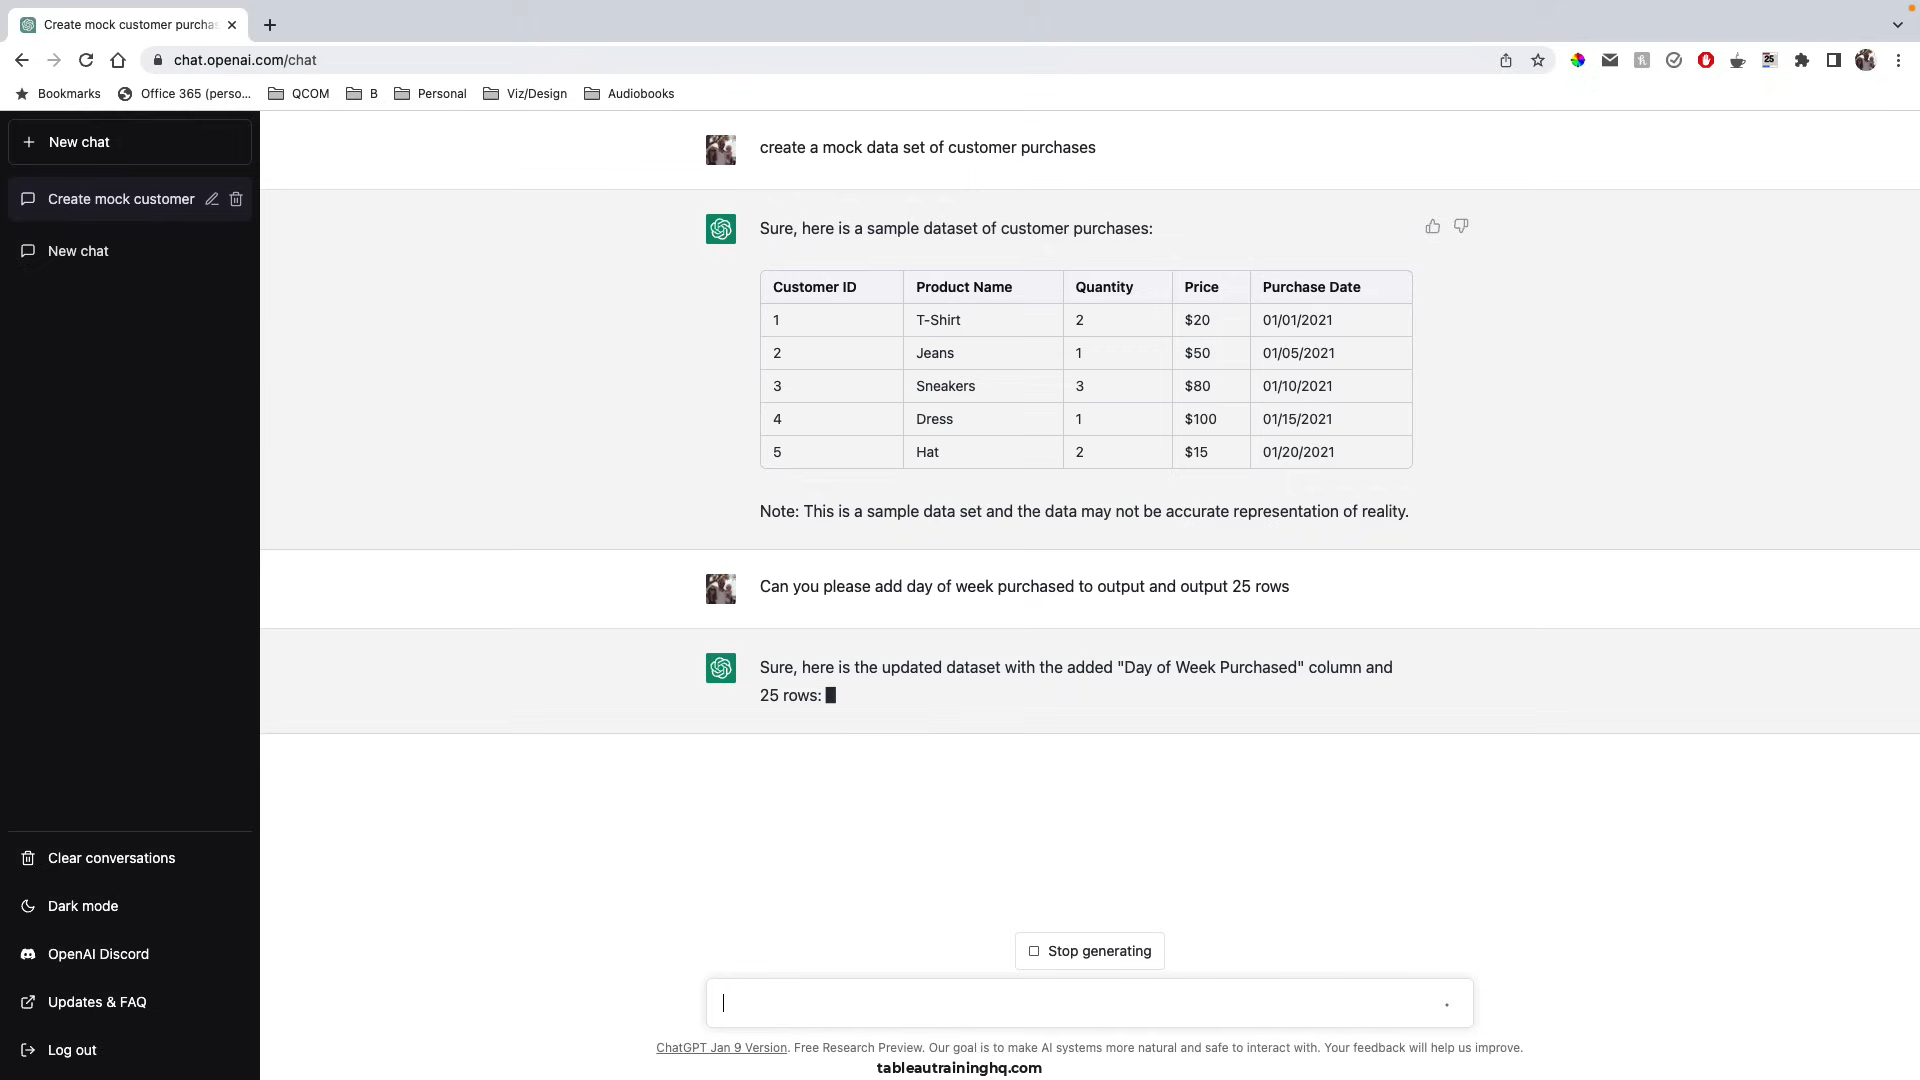 Create mock customer purcha
chat.openai.com/chat
25
Bookmarks
Office 365 (perso...
QCOM
B
Personal
Viz/Design
Audiobooks
New chat
Create mock customer
New chat
Clear conversations
Dark mode
OpenAI Discord
Updates & FAQ
Log out
create a mock data set of customer purchases
Sure, here is a sample dataset of customer purchases:
Customer ID Product Name Quantity Price Purchase Date
1 T-Shirt 2 $20 01/01/2021
2 Jeans 1 $50 01/05/2021
3 Sneakers 3 $80 01/10/2021
4 Dress 1 $100 01/15/2021
5 Hat 2 $15 01/20/2021
Note: This is a sample data set and the data may not be accurate representation of reality.
Can you please add day of week purchased to output and output 25 rows
Sure, here is the updated dataset with the added "Day of Week Purchased" column and
25 rows:
Stop generating
ChatGPT Jan 9 Version. Free Research Preview. Our goal is to make AI systems more natural and safe to interact with. Your feedback will help us improve.
tableautraininghq.com